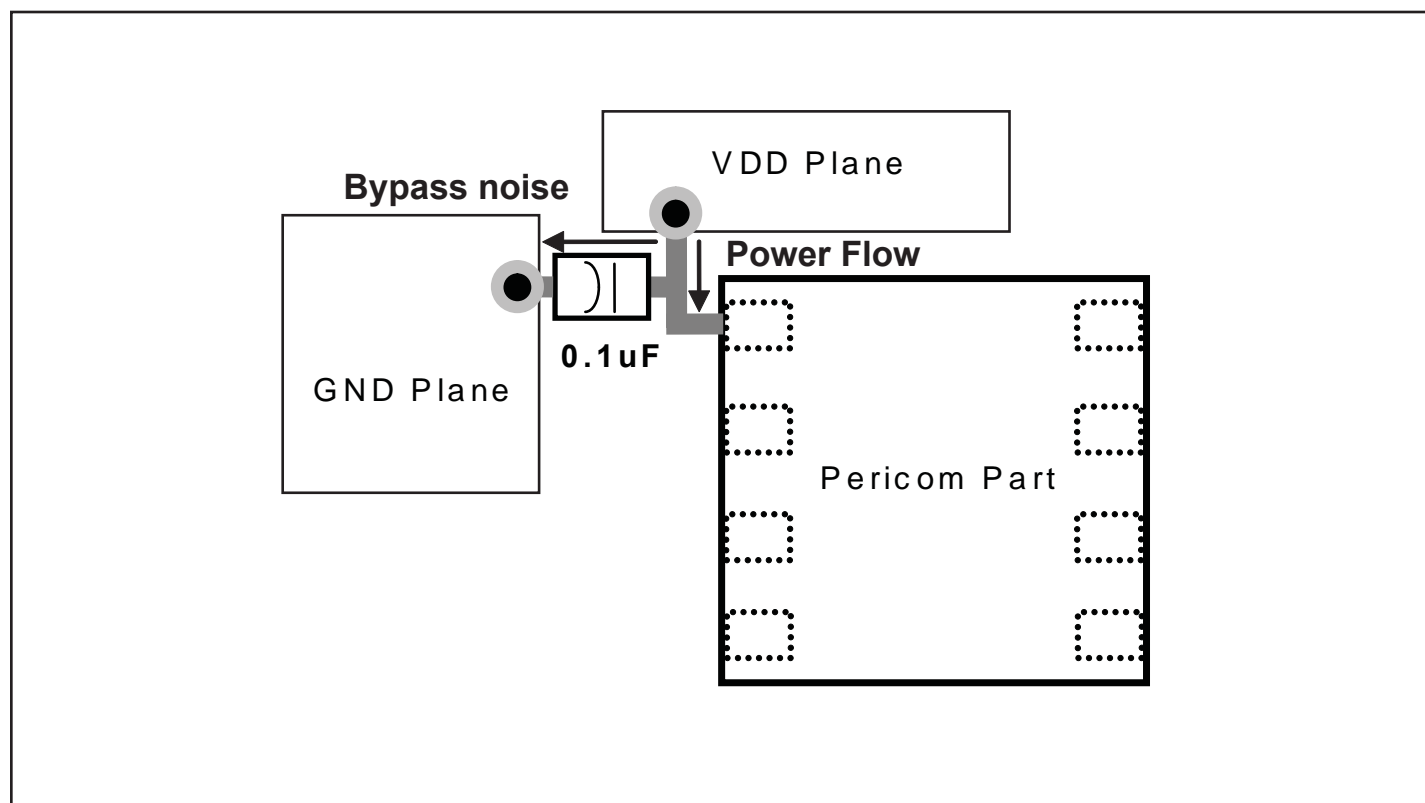 VDD Plane
Bypass noise
Power Flow
0.1uF
GND Plane
Pericom Part